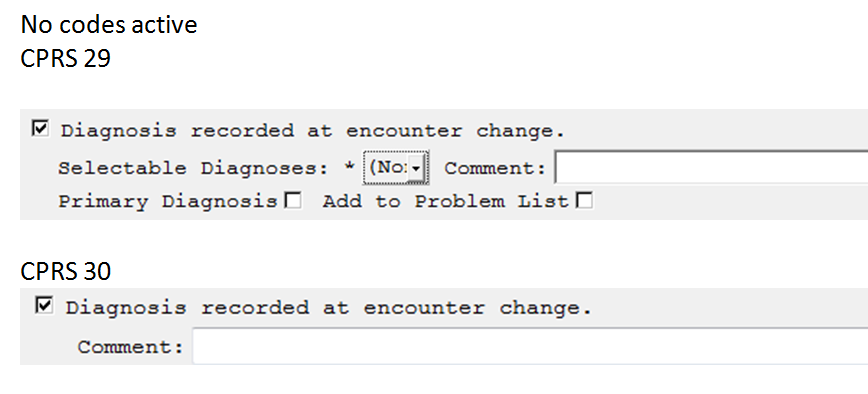 No codes active
CPRS 29
Diagnosis recorded at encounter change.
Selectable Diagnoses: * (No: Comment:
Primary Diagnosis Add to Problem List
CPRS 30
Diagnosis recorded at encounter change.
Comment: